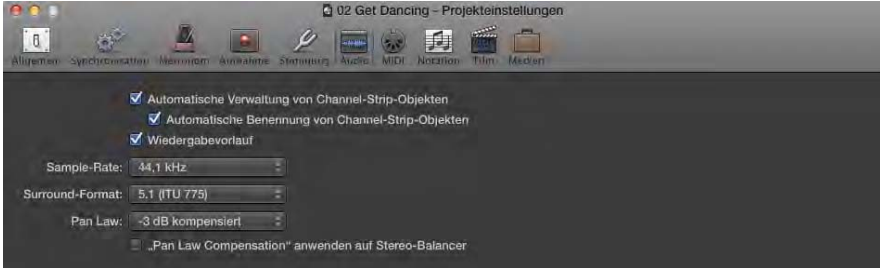 02 Get Dancing – Projekteinstellungen
Allgemein Synchronisation Metronom Aufnahme Stimmung Audio MIDI Notation Film Medien
Automatische Verwaltung von Channel-Strip-Objekten
Automatische Benennung von Channel-Strip-Objekten
Wiedergabevorlauf
Sample-Rate: 44,1 kHz
Surround-Format: 5.1 (ITU 775)
Pan Law: -3 dB kompensiert
„Pan Law Compensation“ anwenden auf Stereo-Balancer